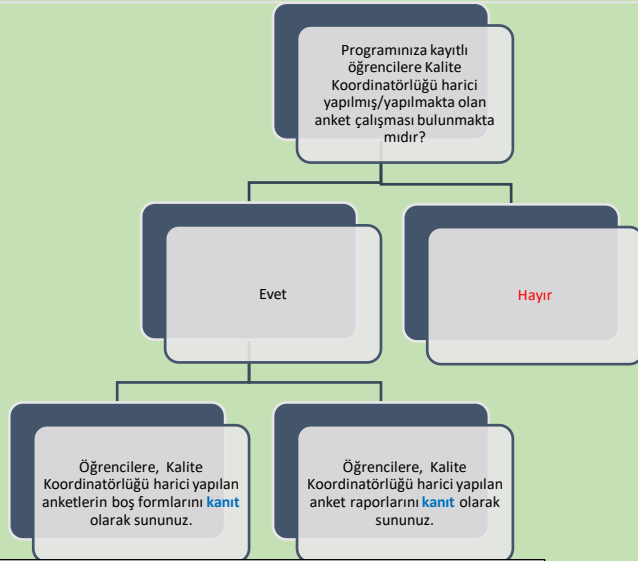 Programınıza kayıtlı
öğrencilere Kalite
Koordinatörlüğü harici
yapılmış/yapılmakta olan
anket çalışması bulunmakta
mıdır?
Evet
Hayır
Öğrencilere, Kalite
Koordinatörlüğü harici yapılan
anketlerin boş formlarını kanıt
olarak sununuz.
Öğrencilere, Kalite
Koordinatörlüğü harici yapılan
anket raporlarını kanıt olarak
sununuz.